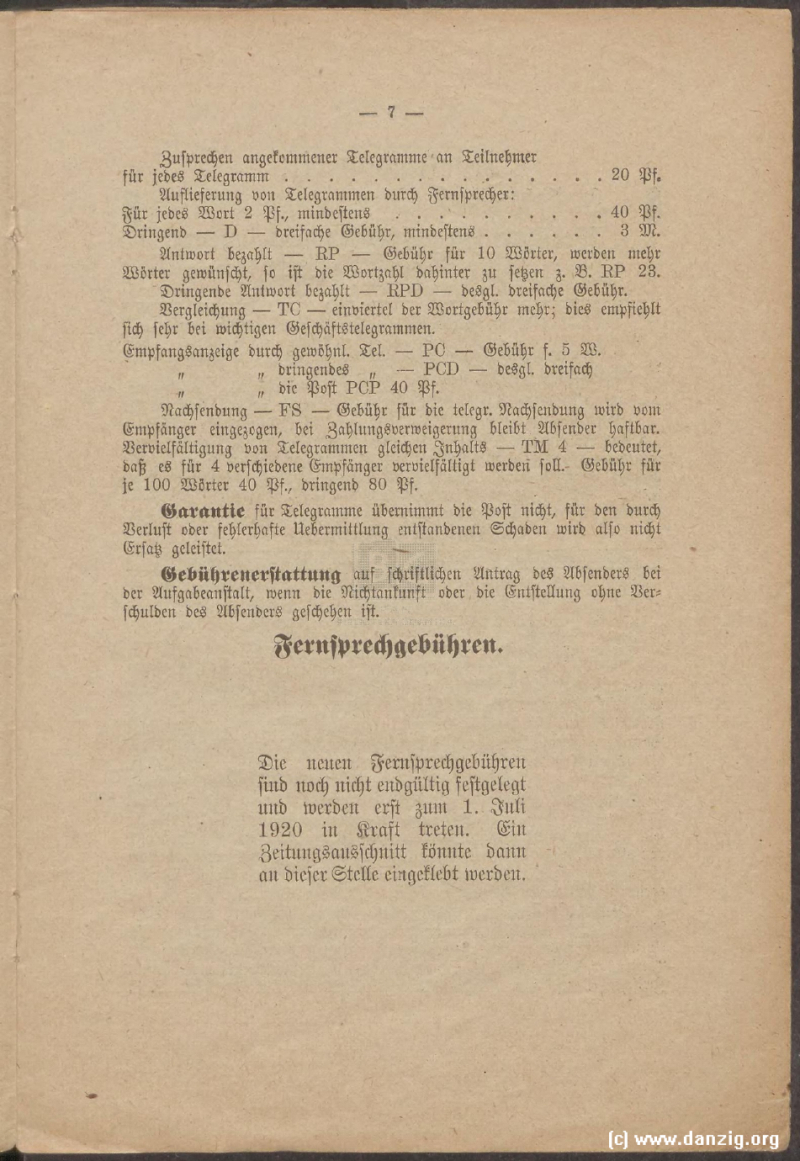 — 7 —
Zusprechen angekommener Telegramme an Teilnehmer
für jedes Telegramm . . . . . . . . . . . . . . . 20 Pf.
Auflieferung von Telegrammen durch Fernsprecher:
Für jedes Wort 2 Pf., mindestens . . . . . . . . . . 40 Pf.
Dringend — D — dreifache Gebühr, mindestens . . . . . . 3 M.
Antwort bezahlt — RP — Gebühr für 10 Wörter, werden mehr
Wörter gewünscht, so ist die Wortzahl dahinter zu setzen z. B. RP 23.
Dringende Antwort bezahlt — RPD — desgl. dreifache Gebühr.
Vergleichung — TC — einviertel der Wortgebühr mehr; dies empfiehlt
sich sehr bei wichtigen Geschäftstelegrammen.
Empfangsanzeige durch gewöhnl. Tel. — PC — Gebühr f. 5 W.
„ „ dringendes „ — PCD — desgl. dreifach
„ „ die Post PCP 40 Pf.
Nachsendung — FS — Gebühr für die telegr. Nachsendung wird vom
Empfänger eingezogen, bei Zahlungsverweigerung bleibt Absender haftbar.
Vervielfältigung von Telegrammen gleichen Inhalts — TM 4 — bedeutet,
daß es für 4 verschiedene Empfänger vervielfältigt werden soll. Gebühr für
je 100 Wörter 40 Pf., dringend 80 Pf.
Garantie für Telegramme übernimmt die Post nicht, für den durch
Verlust oder fehlerhafte Uebermittlung entstandenen Schaden wird also nicht
Ersatz geleistet.
Gebührenerstattung auf schriftlichen Antrag des Absenders bei
der Aufgabeanstalt, wenn die Nichtankunft oder die Entstellung ohne Ver-
schulden des Absenders geschehen ist.
Fernsprechgebühren.
Die neuen Fernsprechgebühren
sind noch nicht endgültig festgelegt
und werden erst zum 1. Juli
1920 in Kraft treten. Ein
Zeitungsausschnitt könnte dann
an dieser Stelle eingeklebt werden.
(c) www.danzig.org